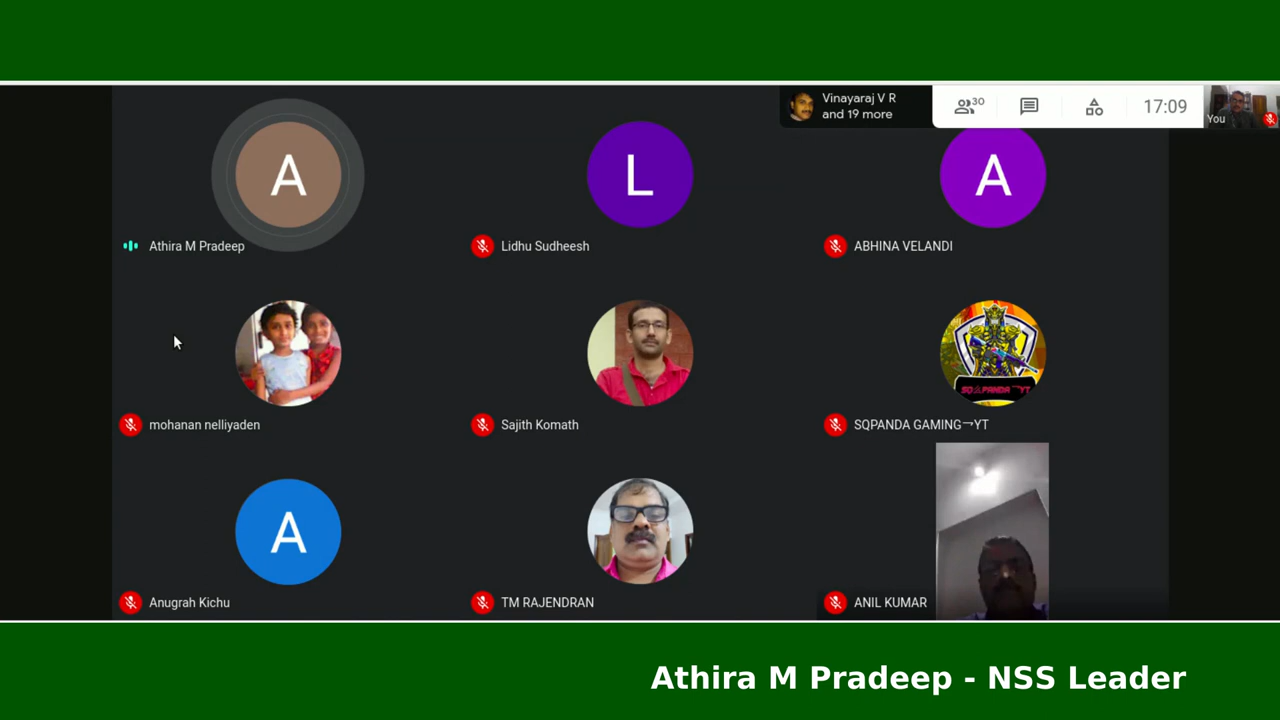 Vinayaraj V R
and 19 more
30
17:09
You
A
L
A
Athira M Pradeep
Lidhu Sudheesh
ABHINA VELANDI
mohanan nelliyaden
Sajith Komath
SQPANDA GAMING→YT
A
Anugrah Kichu
TM RAJENDRAN
ANIL KUMAR
Athira M Pradeep - NSS Leader